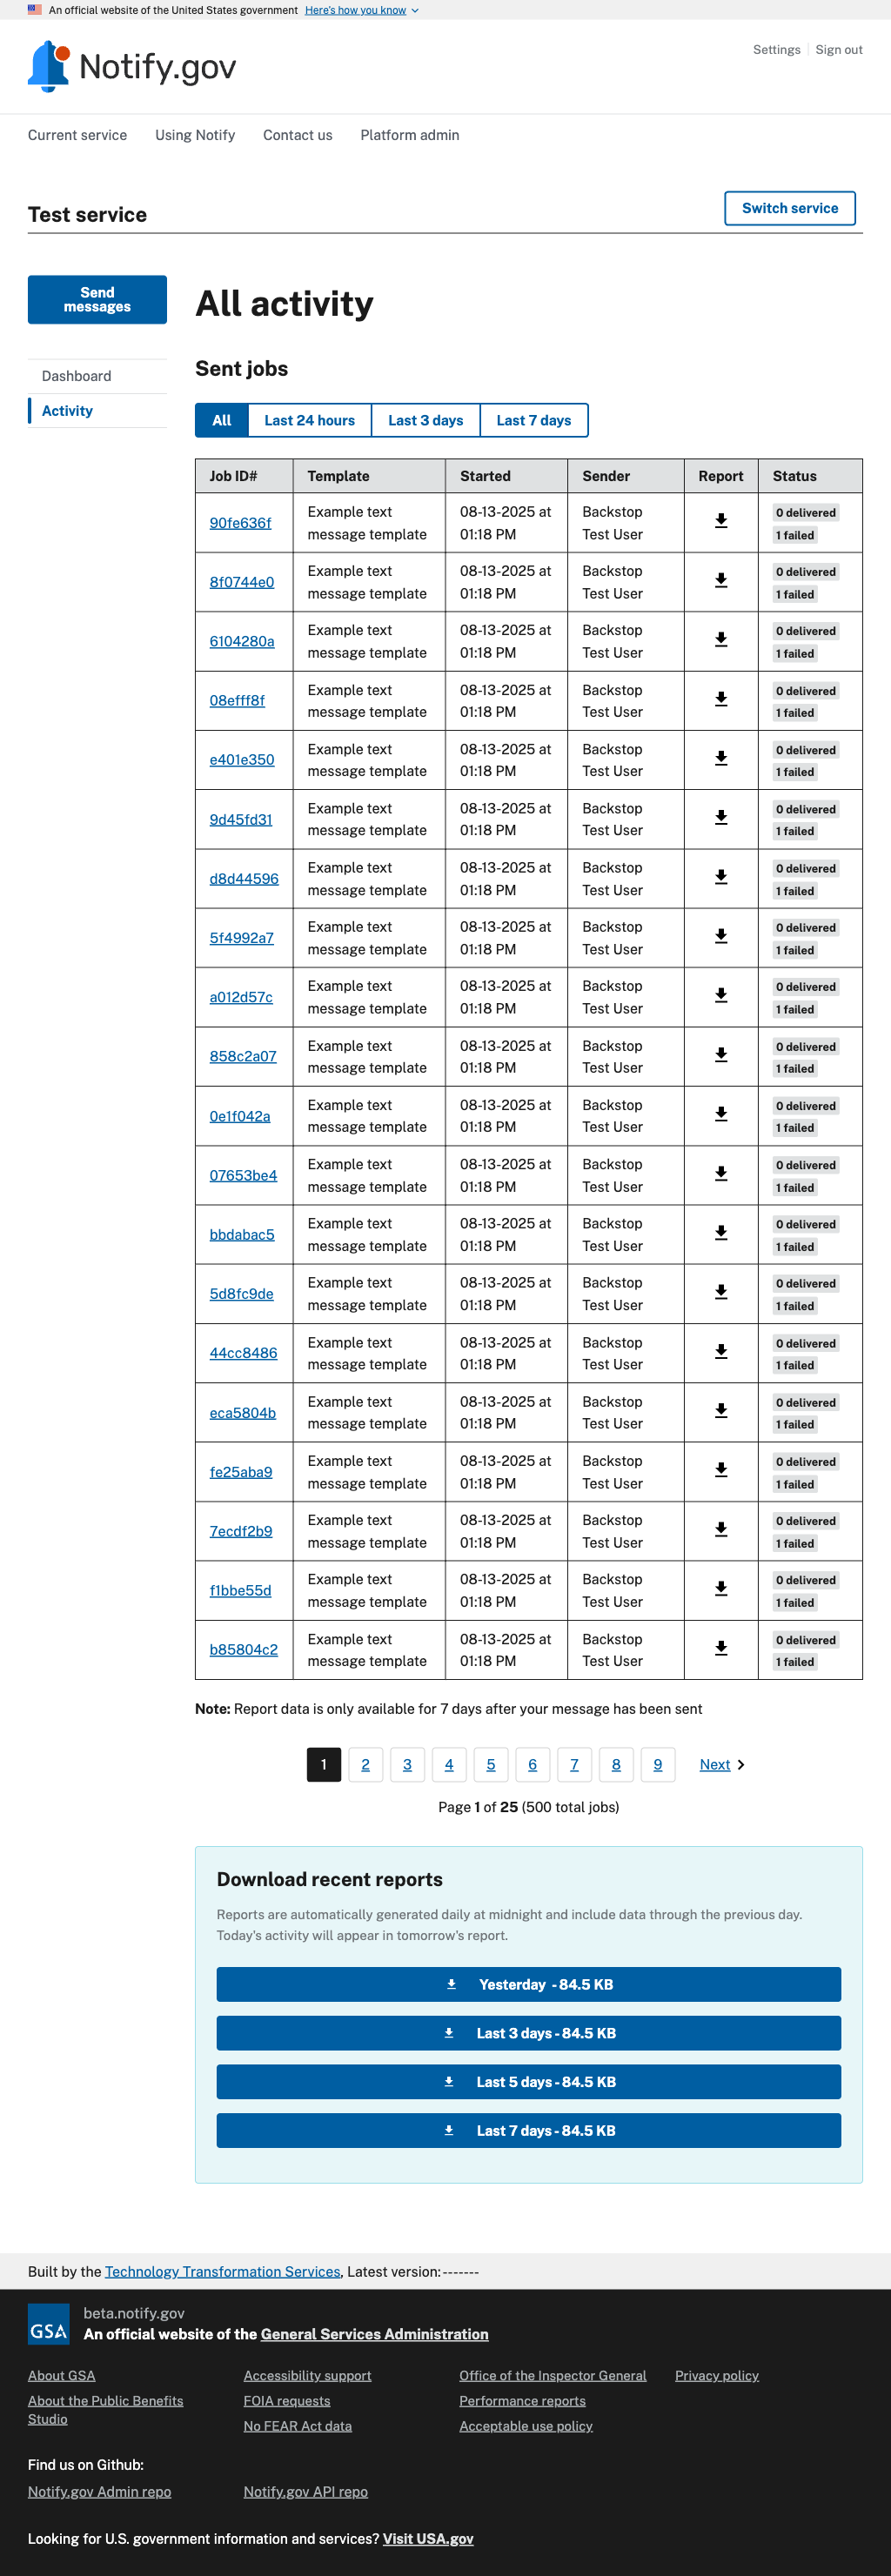 An official website of the United States government Here's how you know
Notify.gov
Settings Sign out
Current service Using Notify Contact us Platform admin
Test service
Switch service
Send
messages
Dashboard
Activity
All activity
Sent jobs
All Last 24 hours Last 3 days Last 7 days
Job ID# Template Started Sender Report Status
90fe636f Example text message template 08-13-2025 at 01:18 PM Backstop Test User 0 delivered 1 failed
8f0744e0 Example text message template 08-13-2025 at 01:18 PM Backstop Test User 0 delivered 1 failed
6104280a Example text message template 08-13-2025 at 01:18 PM Backstop Test User 0 delivered 1 failed
08efff8f Example text message template 08-13-2025 at 01:18 PM Backstop Test User 0 delivered 1 failed
e401e350 Example text message template 08-13-2025 at 01:18 PM Backstop Test User 0 delivered 1 failed
9d45fd31 Example text message template 08-13-2025 at 01:18 PM Backstop Test User 0 delivered 1 failed
d8d44596 Example text message template 08-13-2025 at 01:18 PM Backstop Test User 0 delivered 1 failed
5f4992a7 Example text message template 08-13-2025 at 01:18 PM Backstop Test User 0 delivered 1 failed
a012d57c Example text message template 08-13-2025 at 01:18 PM Backstop Test User 0 delivered 1 failed
858c2a07 Example text message template 08-13-2025 at 01:18 PM Backstop Test User 0 delivered 1 failed
0e1f042a Example text message template 08-13-2025 at 01:18 PM Backstop Test User 0 delivered 1 failed
07653be4 Example text message template 08-13-2025 at 01:18 PM Backstop Test User 0 delivered 1 failed
bbdabac5 Example text message template 08-13-2025 at 01:18 PM Backstop Test User 0 delivered 1 failed
5d8fc9de Example text message template 08-13-2025 at 01:18 PM Backstop Test User 0 delivered 1 failed
44cc8486 Example text message template 08-13-2025 at 01:18 PM Backstop Test User 0 delivered 1 failed
eca5804b Example text message template 08-13-2025 at 01:18 PM Backstop Test User 0 delivered 1 failed
fe25aba9 Example text message template 08-13-2025 at 01:18 PM Backstop Test User 0 delivered 1 failed
7ecdf2b9 Example text message template 08-13-2025 at 01:18 PM Backstop Test User 0 delivered 1 failed
f1bbe55d Example text message template 08-13-2025 at 01:18 PM Backstop Test User 0 delivered 1 failed
b85804c2 Example text message template 08-13-2025 at 01:18 PM Backstop Test User 0 delivered 1 failed
Note: Report data is only available for 7 days after your message has been sent
1 2 3 4 5 6 7 8 9 Next
Page 1 of 25 (500 total jobs)
Download recent reports
Reports are automatically generated daily at midnight and include data through the previous day.
Today's activity will appear in tomorrow's report.
Yesterday - 84.5 KB
Last 3 days - 84.5 KB
Last 5 days - 84.5 KB
Last 7 days - 84.5 KB
Built by the Technology Transformation Services, Latest version: -------
GSA
beta.notify.gov
An official website of the General Services Administration
About GSA Accessibility support Office of the Inspector General Privacy policy
About the Public Benefits Studio FOIA requests Performance reports
No FEAR Act data Acceptable use policy
Find us on Github:
Notify.gov Admin repo Notify.gov API repo
Looking for U.S. government information and services? Visit USA.gov